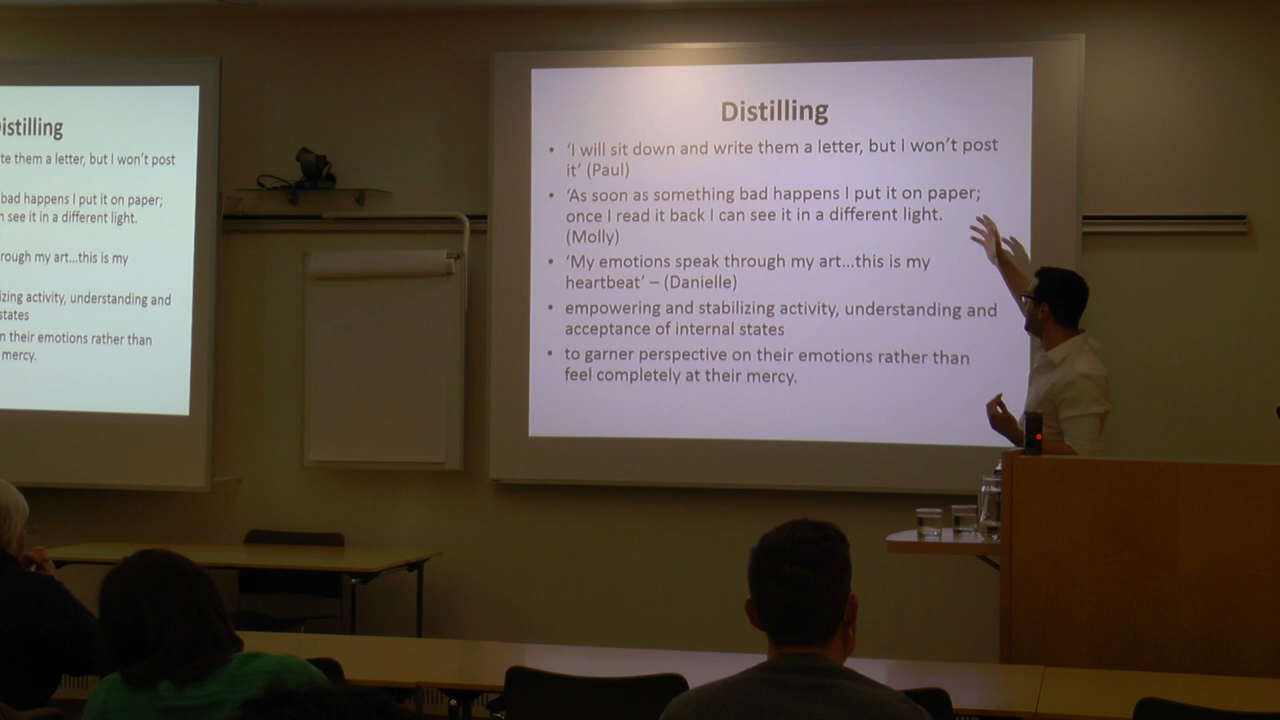 istilling
te them a letter, but I won't post
bad happens I put it on paper;
n see it in a different light.
rough my art...this is my
izing activity, understanding and
states
n their emotions rather than
mercy.
Distilling
• 'I will sit down and write them a letter, but I won't post
it' (Paul)
• 'As soon as something bad happens I put it on paper;
once I read it back I can see it in a different light.
(Molly)
• 'My emotions speak through my art...this is my
heartbeat' – (Danielle)
• empowering and stabilizing activity, understanding and
acceptance of internal states
• to garner perspective on their emotions rather than
feel completely at their mercy.